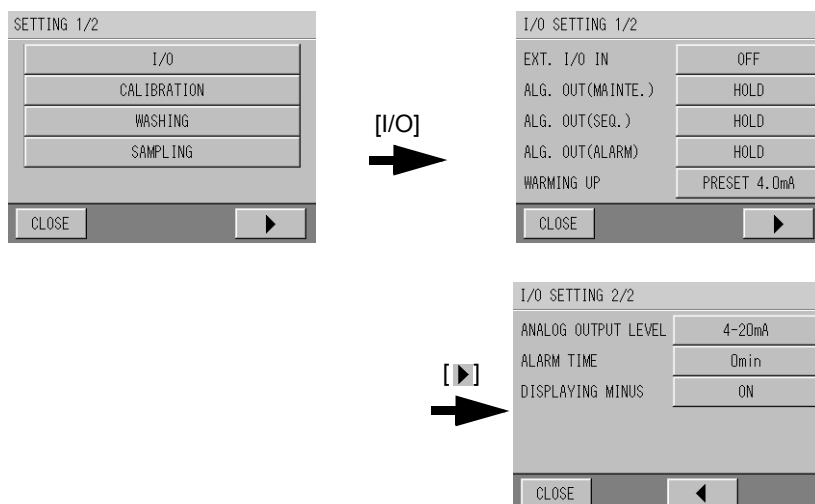 SETTING 1/2
I/O
CALIBRATION
WASHING
SAMPLING
CLOSE ▶
[I/O]
I/O SETTING 1/2
EXT. I/O IN OFF
ALG. OUT(MAINTE.) HOLD
ALG. OUT(SEQ.) HOLD
ALG. OUT(ALARM) HOLD
WARMING UP PRESET 4.0mA
CLOSE ▶
[▶]
I/O SETTING 2/2
ANALOG OUTPUT LEVEL 4-20mA
ALARM TIME 0min
DISPLAYING MINUS ON
CLOSE ◀